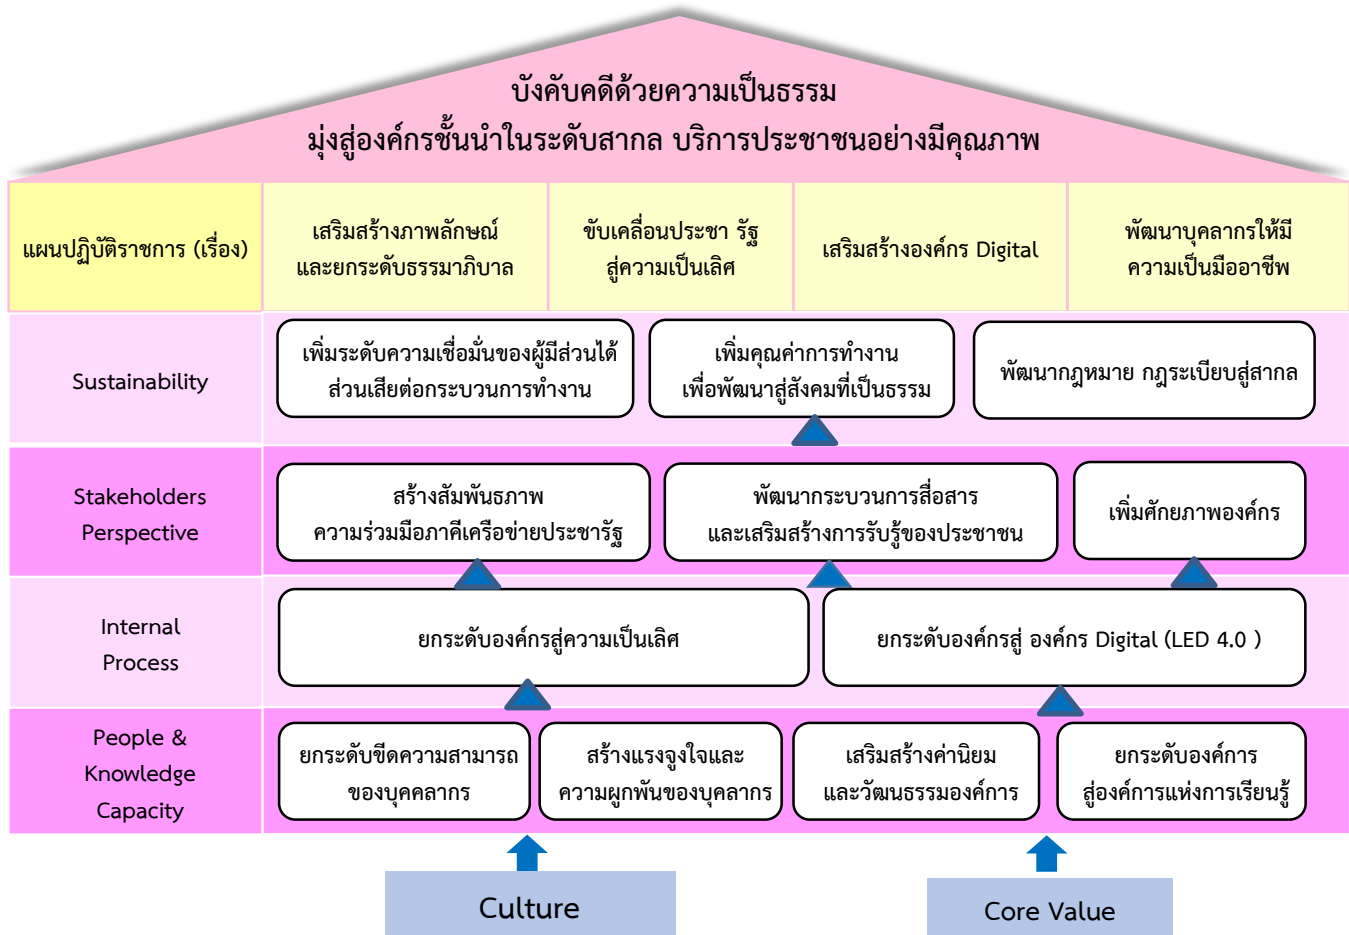 บังคับคดีด้วยความเป็นธรรม
มุ่งสู่องค์กรชั้นนำในระดับสากล บริการประชาชนอย่างมีคุณภาพ
แผนปฏิบัติราชการ (เรื่อง)
เสริมสร้างภาพลักษณ์
และยกระดับธรรมาภิบาล
ขับเคลื่อนประชา รัฐ
สู่ความเป็นเลิศ
เสริมสร้างองค์กร Digital
พัฒนาบุคลากรให้มี
ความเป็นมืออาชีพ
Sustainability
เพิ่มระดับความเชื่อมั่นของผู้มีส่วนได้
ส่วนเสียต่อกระบวนการทำงาน
เพิ่มคุณค่าการทำงาน
เพื่อพัฒนาสู่สังคมที่เป็นธรรม
พัฒนากฎหมาย กฎระเบียบสู่สากล
Stakeholders
Perspective
สร้างสัมพันธภาพ
ความร่วมมือภาคีเครือข่ายประชารัฐ
พัฒนากระบวนการสื่อสาร
และเสริมสร้างการรับรู้ของประชาชน
เพิ่มศักยภาพองค์กร
Internal
Process
ยกระดับองค์กรสู่ความเป็นเลิศ
ยกระดับองค์กรสู่ องค์กร Digital (LED 4.0 )
People &
Knowledge
Capacity
ยกระดับขีดความสามารถ
ของบุคคลากร
สร้างแรงจูงใจและ
ความผูกพันของบุคลากร
เสริมสร้างค่านิยม
และวัฒนธรรมองค์การ
ยกระดับองค์การ
สู่องค์การแห่งการเรียนรู้
Culture
Core Value